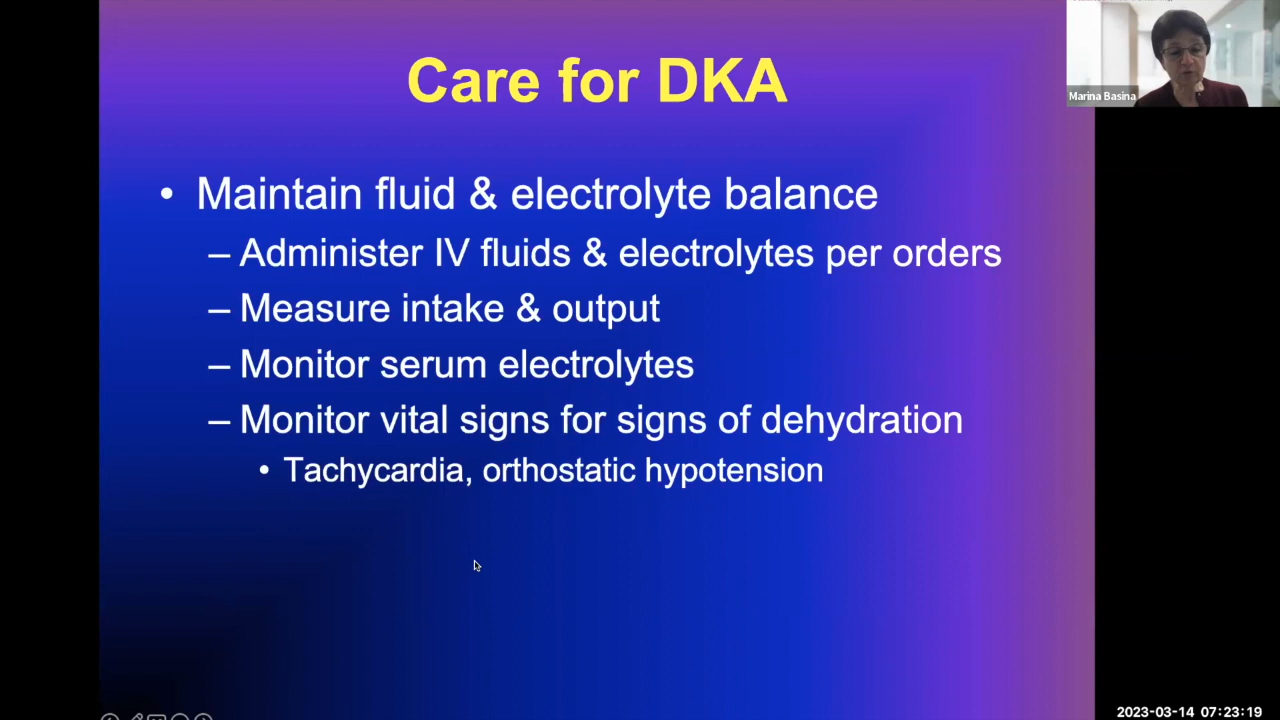 Care for DKA
Marina Basina
• Maintain fluid & electrolyte balance
– Administer IV fluids & electrolytes per orders
– Measure intake & output
– Monitor serum electrolytes
– Monitor vital signs for signs of dehydration
• Tachycardia, orthostatic hypotension
2023-03-14 07:23:19